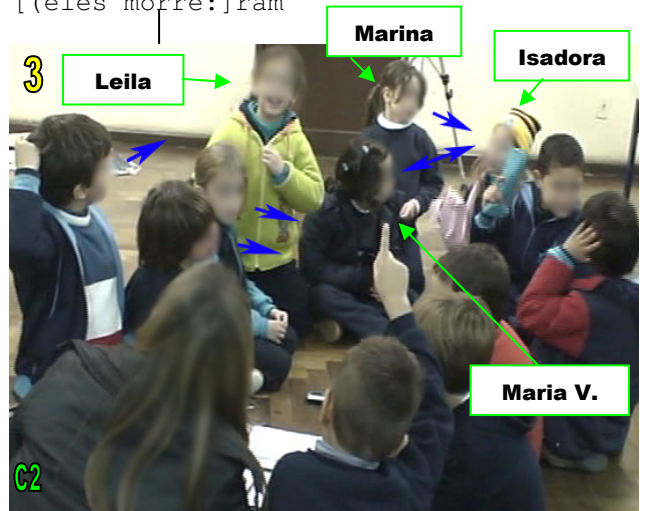 [(eles morre:]ram
Marina
Isadora
3
Leila
Maria V.
C2